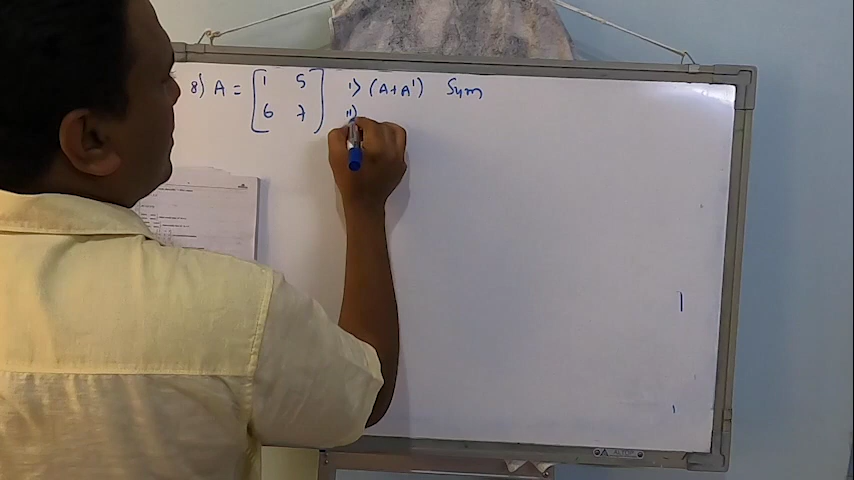 8) A = [1 5 i) (A+A') Sym
6 7] ii)